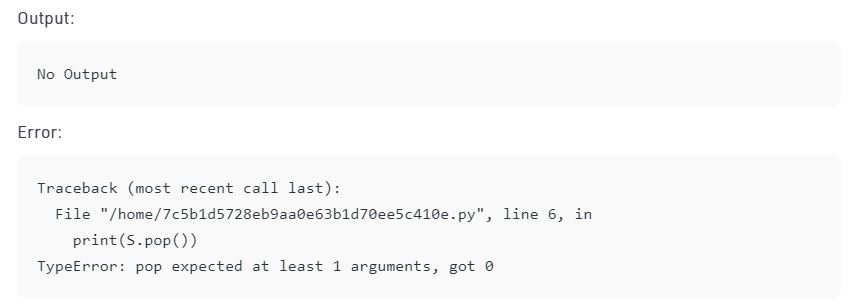 Output:
No Output
Error:
Traceback (most recent call last):
File "/home/7c5b1d5728eb9aa0e63b1d70ee5c410e.py", line 6, in
print(S.pop())
TypeError: pop expected at least 1 arguments, got 0